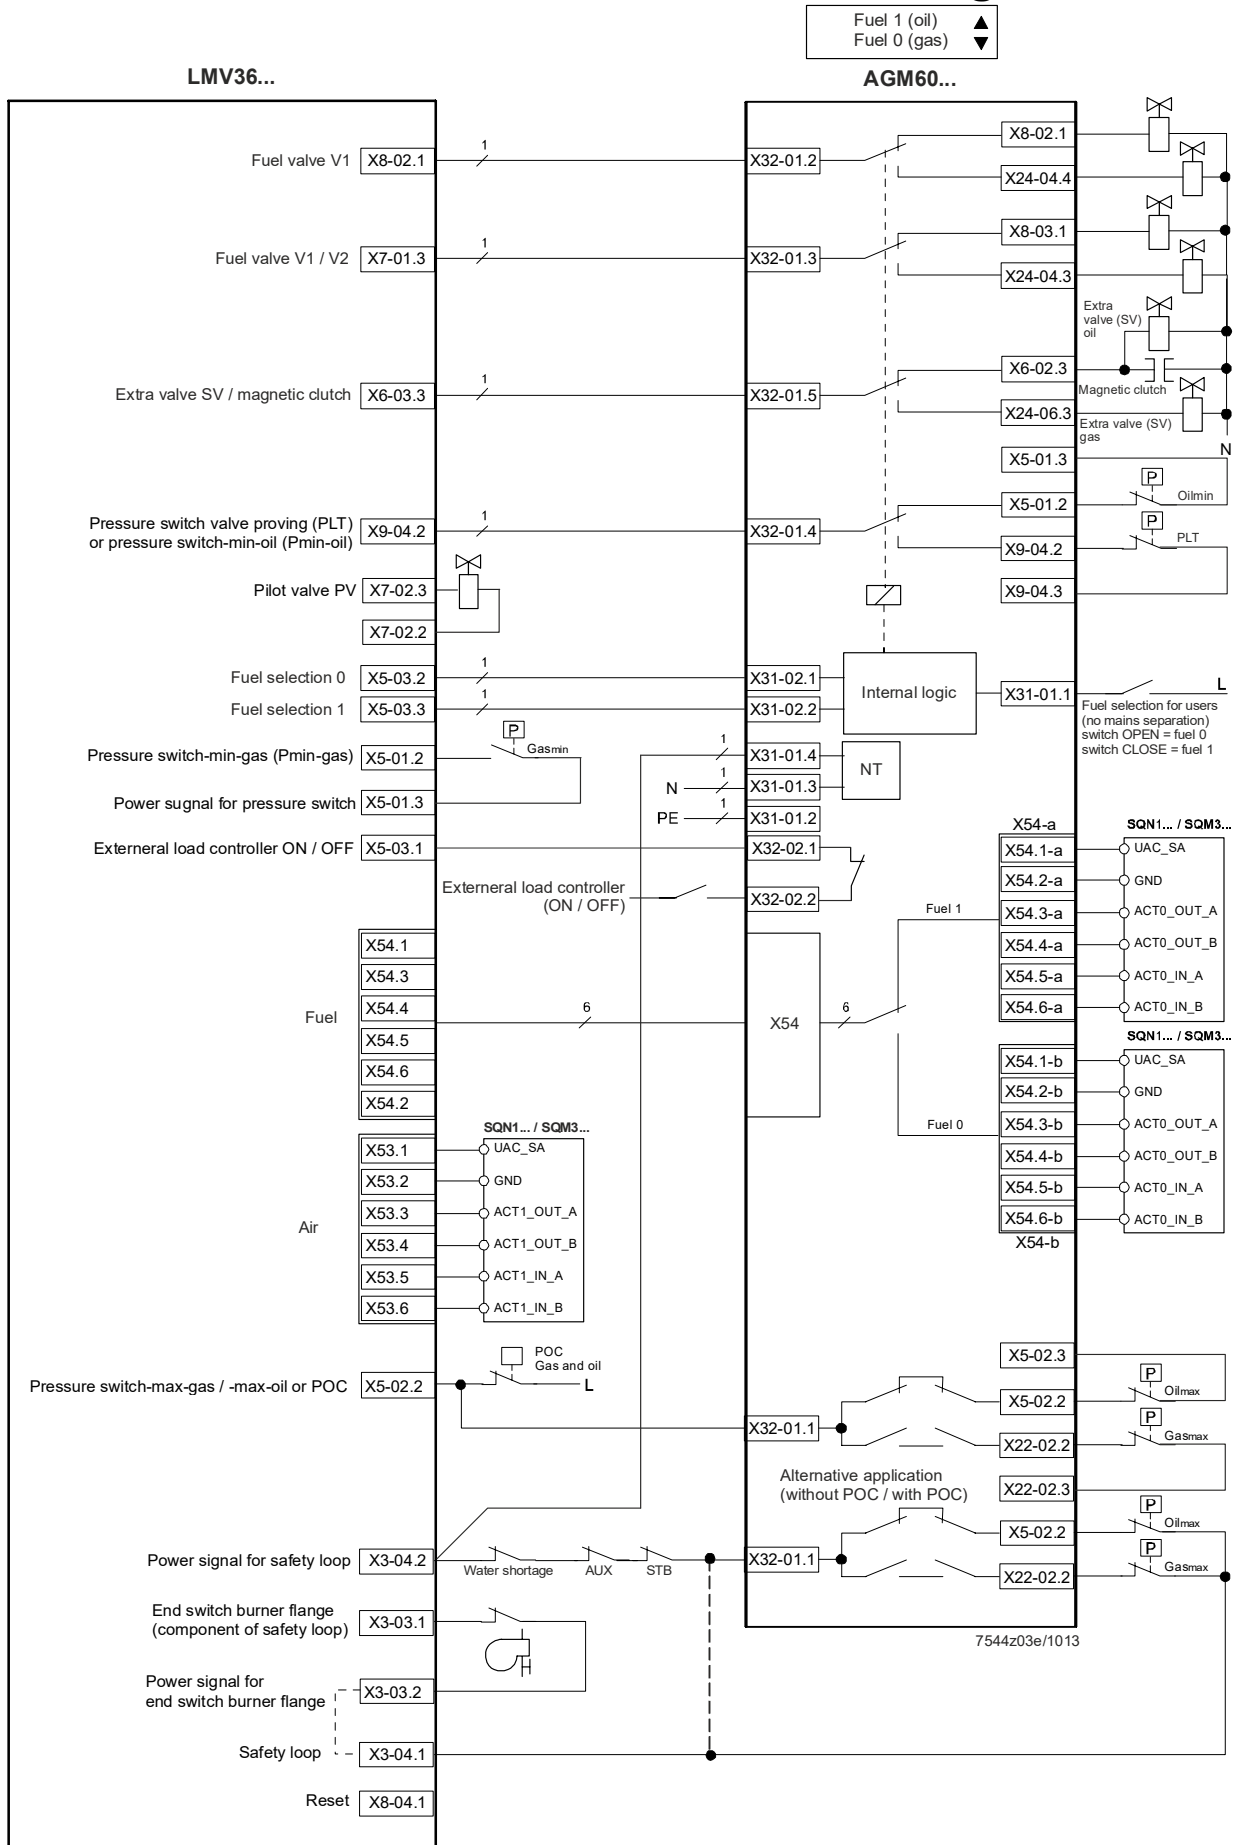 Fuel 1 (oil) ▲
Fuel 0 (gas) ▼
LMV36...
AGM60...
Fuel valve V1 X8-02.1
1
X32-01.2
X8-02.1
X24-04.4
Fuel valve V1 / V2 X7-01.3
1
X32-01.3
X8-03.1
X24-04.3
Extra
valve (SV)
oil
Extra valve SV / magnetic clutch X6-03.3
1
X32-01.5
X6-02.3
Magnetic clutch
X24-06.3
Extra valve (SV)
gas
N
X5-01.3
Pressure switch valve proving (PLT)
or pressure switch-min-oil (Pmin-oil)
X9-04.2
1
X32-01.4
X5-01.2
P
Oilmin
X9-04.2
P
PLT
X9-04.3
Pilot valve PV X7-02.3
X7-02.2
Fuel selection 0 X5-03.2
1
X31-02.1
Fuel selection 1 X5-03.3
1
X31-02.2
Internal logic
X31-01.1
L
Fuel selection for users
(no mains separation)
switch OPEN = fuel 0
switch CLOSE = fuel 1
Pressure switch-min-gas (Pmin-gas) X5-01.2
P
Gasmin
1
X31-01.4
NT
Power sugnal for pressure switch X5-01.3
N
1
X31-01.3
PE
1
X31-01.2
Externeral load controller ON / OFF X5-03.1
X32-02.1
Externeral load controller
(ON / OFF)
X32-02.2
X54-a
SQN1... / SQM3...
X54.1-a UAC_SA
X54.2-a GND
X54.3-a ACT0_OUT_A
X54.4-a ACT0_OUT_B
X54.5-a ACT0_IN_A
X54.6-a ACT0_IN_B
Fuel 1
Fuel
X54.1
X54.3
X54.4
X54.5
X54.6
X54.2
6
X54
6
Fuel 0
SQN1... / SQM3...
X54.1-b UAC_SA
X54.2-b GND
X54.3-b ACT0_OUT_A
X54.4-b ACT0_OUT_B
X54.5-b ACT0_IN_A
X54.6-b ACT0_IN_B
X54-b
Air
SQN1... / SQM3...
X53.1 UAC_SA
X53.2 GND
X53.3 ACT1_OUT_A
X53.4 ACT1_OUT_B
X53.5 ACT1_IN_A
X53.6 ACT1_IN_B
Pressure switch-max-gas / -max-oil or POC X5-02.2
POC
Gas and oil
L
X32-01.1
X5-02.3
X5-02.2
P
Oilmax
X22-02.2
P
Gasmax
X22-02.3
Alternative application
(without POC / with POC)
X5-02.2
P
Oilmax
X22-02.2
P
Gasmax
Power signal for safety loop X3-04.2
Water shortage
AUX
STB
X32-01.1
End switch burner flange
(component of safety loop)
X3-03.1
7544z03e/1013
Power signal for
end switch burner flange
X3-03.2
Safety loop X3-04.1
Reset X8-04.1